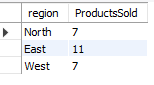 region ProductsSold
North 7
East 11
West 7